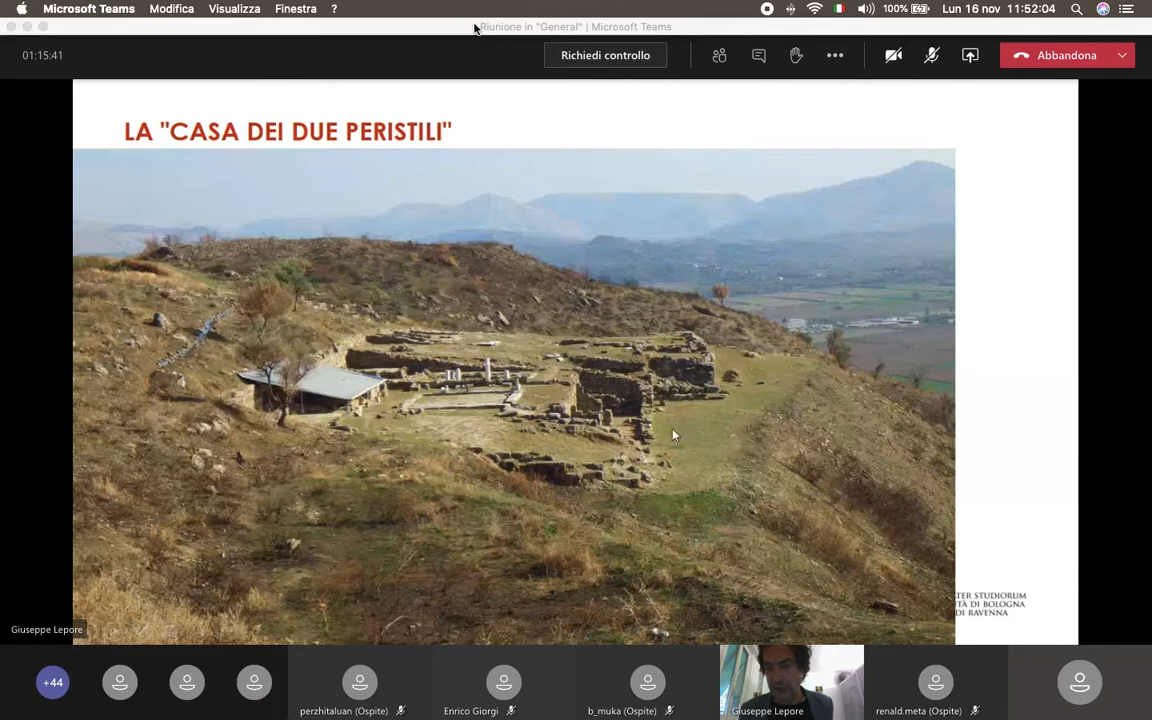 Microsoft Teams Modifica Visualizza Finestra ? 100% Lun 16 nov 11:52:04
Riunione in "General" | Microsoft Teams
01:15:41 Richiedi controllo Abbandona
LA "CASA DEI DUE PERISTILI"
TER STUDIORUM
ITÀ DI BOLOGNA
DI RAVENNA
Giuseppe Lepore
+44 perzhitaluan (Ospite) Enrico Giorgi b_muka (Ospite) Giuseppe Lepore renald.meta (Ospite)